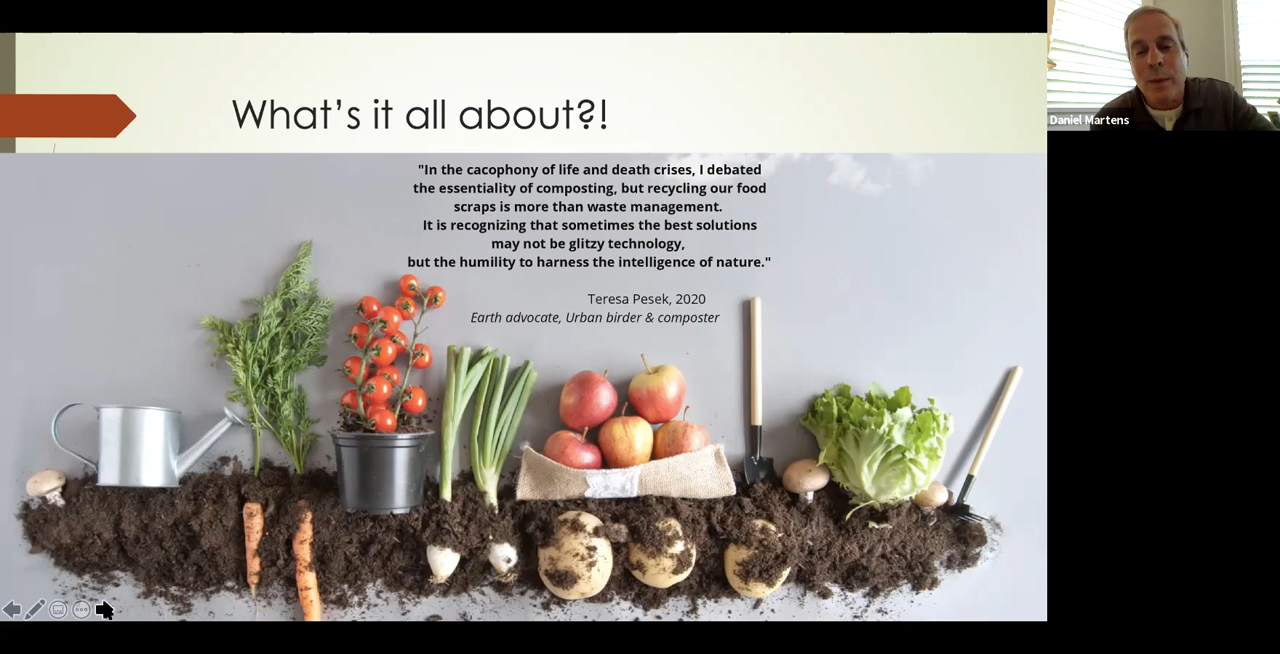 What's it all about?!
"In the cacophony of life and death crises, I debated
the essentiality of composting, but recycling our food
scraps is more than waste management.
It is recognizing that sometimes the best solutions
may not be glitzy technology,
but the humility to harness the intelligence of nature."
Teresa Pesek, 2020
Earth advocate, Urban birder & composter
Daniel Martens